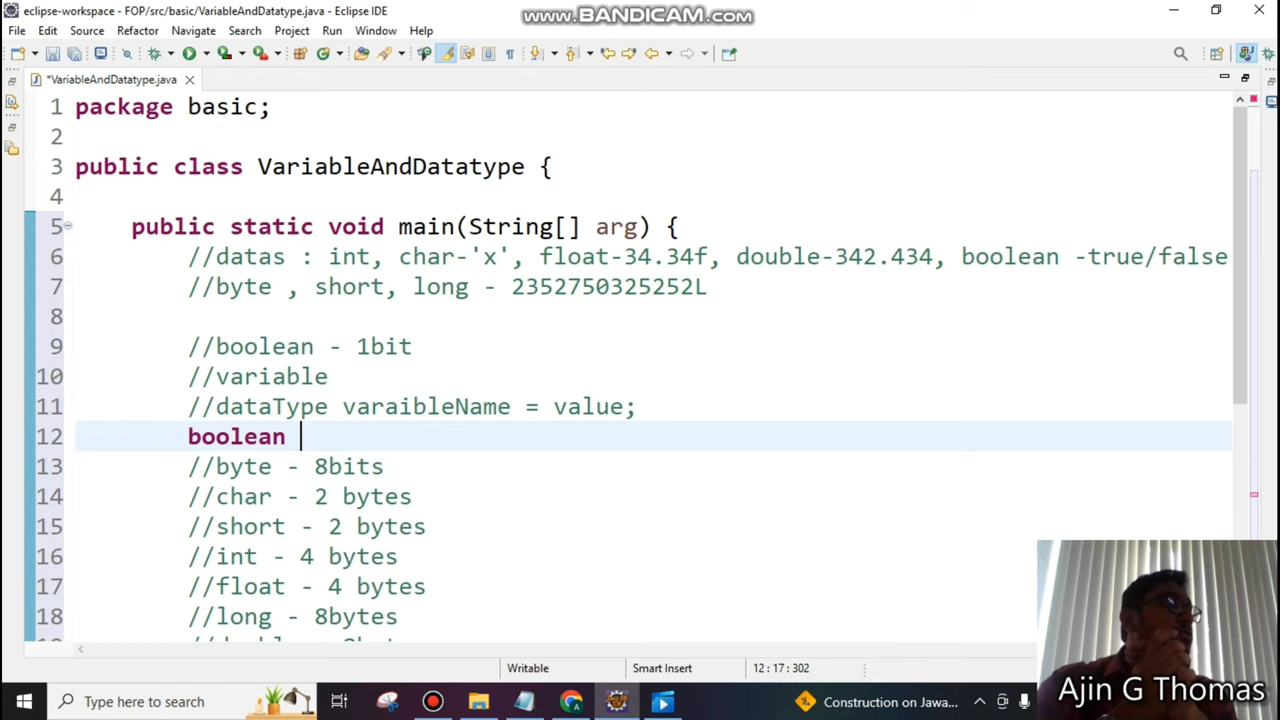 eclipse-workspace - FOP/src/basic/VariableAndDatatype.java - Eclipse IDE
www.BANDICAM.com
File Edit Source Refactor Navigate Search Project Run Window Help
*VariableAndDatatype.java
1 package basic;
2
3 public class VariableAndDatatype {
4
5 public static void main(String[] arg) {
6 //datas : int, char-'x', float-34.34f, double-342.434, boolean -true/false
7 //byte , short, long - 2352750325252L
8
9 //boolean - 1bit
10 //variable
11 //dataType varaibleName = value;
12 boolean
13 //byte - 8bits
14 //char - 2 bytes
15 //short - 2 bytes
16 //int - 4 bytes
17 //float - 4 bytes
18 //long - 8bytes
Writable Smart Insert 12 : 17 : 302
Type here to search
Construction on Jawa...
Ajin G Thomas